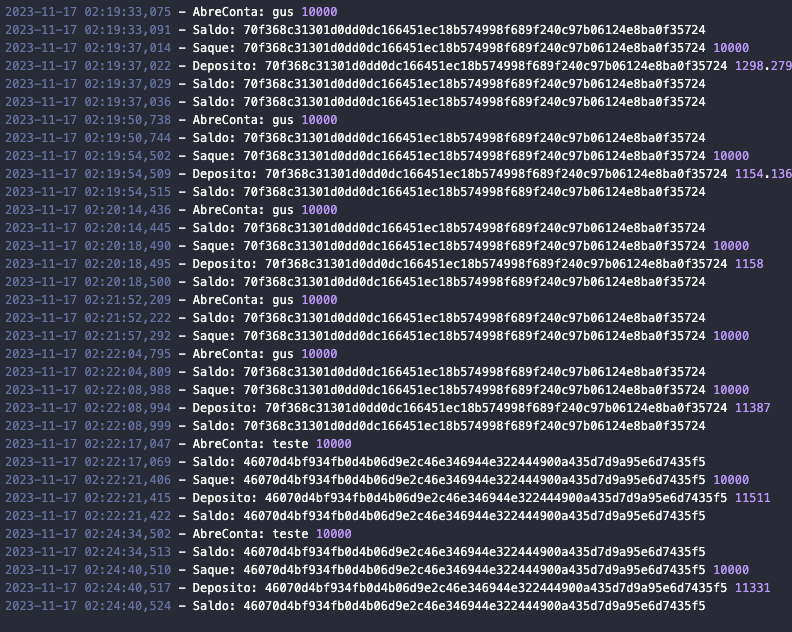 2023-11-17 02:19:33,075 - AbreConta: gus 10000
2023-11-17 02:19:33,091 - Saldo: 70f368c31301d0dd0dc166451ec18b574998f689f240c97b06124e8ba0f35724
2023-11-17 02:19:37,014 - Saque: 70f368c31301d0dd0dc166451ec18b574998f689f240c97b06124e8ba0f35724 10000
2023-11-17 02:19:37,022 - Deposito: 70f368c31301d0dd0dc166451ec18b574998f689f240c97b06124e8ba0f35724 1298.279
2023-11-17 02:19:37,029 - Saldo: 70f368c31301d0dd0dc166451ec18b574998f689f240c97b06124e8ba0f35724
2023-11-17 02:19:37,036 - Saldo: 70f368c31301d0dd0dc166451ec18b574998f689f240c97b06124e8ba0f35724
2023-11-17 02:19:50,738 - AbreConta: gus 10000
2023-11-17 02:19:50,744 - Saldo: 70f368c31301d0dd0dc166451ec18b574998f689f240c97b06124e8ba0f35724
2023-11-17 02:19:54,502 - Saque: 70f368c31301d0dd0dc166451ec18b574998f689f240c97b06124e8ba0f35724 10000
2023-11-17 02:19:54,509 - Deposito: 70f368c31301d0dd0dc166451ec18b574998f689f240c97b06124e8ba0f35724 1154.136
2023-11-17 02:19:54,515 - Saldo: 70f368c31301d0dd0dc166451ec18b574998f689f240c97b06124e8ba0f35724
2023-11-17 02:20:14,436 - AbreConta: gus 10000
2023-11-17 02:20:14,445 - Saldo: 70f368c31301d0dd0dc166451ec18b574998f689f240c97b06124e8ba0f35724
2023-11-17 02:20:18,490 - Saque: 70f368c31301d0dd0dc166451ec18b574998f689f240c97b06124e8ba0f35724 10000
2023-11-17 02:20:18,495 - Deposito: 70f368c31301d0dd0dc166451ec18b574998f689f240c97b06124e8ba0f35724 1158
2023-11-17 02:20:18,500 - Saldo: 70f368c31301d0dd0dc166451ec18b574998f689f240c97b06124e8ba0f35724
2023-11-17 02:21:52,209 - AbreConta: gus 10000
2023-11-17 02:21:52,222 - Saldo: 70f368c31301d0dd0dc166451ec18b574998f689f240c97b06124e8ba0f35724
2023-11-17 02:21:57,292 - Saque: 70f368c31301d0dd0dc166451ec18b574998f689f240c97b06124e8ba0f35724 10000
2023-11-17 02:22:04,795 - AbreConta: gus 10000
2023-11-17 02:22:04,809 - Saldo: 70f368c31301d0dd0dc166451ec18b574998f689f240c97b06124e8ba0f35724
2023-11-17 02:22:08,988 - Saque: 70f368c31301d0dd0dc166451ec18b574998f689f240c97b06124e8ba0f35724 10000
2023-11-17 02:22:08,994 - Deposito: 70f368c31301d0dd0dc166451ec18b574998f689f240c97b06124e8ba0f35724 11387
2023-11-17 02:22:08,999 - Saldo: 70f368c31301d0dd0dc166451ec18b574998f689f240c97b06124e8ba0f35724
2023-11-17 02:22:17,047 - AbreConta: teste 10000
2023-11-17 02:22:17,069 - Saldo: 46070d4bf934fb0d4b06d9e2c46e346944e322444900a435d7d9a95e6d7435f5
2023-11-17 02:22:21,406 - Saque: 46070d4bf934fb0d4b06d9e2c46e346944e322444900a435d7d9a95e6d7435f5 10000
2023-11-17 02:22:21,415 - Deposito: 46070d4bf934fb0d4b06d9e2c46e346944e322444900a435d7d9a95e6d7435f5 11511
2023-11-17 02:22:21,422 - Saldo: 46070d4bf934fb0d4b06d9e2c46e346944e322444900a435d7d9a95e6d7435f5
2023-11-17 02:24:34,502 - AbreConta: teste 10000
2023-11-17 02:24:34,513 - Saldo: 46070d4bf934fb0d4b06d9e2c46e346944e322444900a435d7d9a95e6d7435f5
2023-11-17 02:24:40,510 - Saque: 46070d4bf934fb0d4b06d9e2c46e346944e322444900a435d7d9a95e6d7435f5 10000
2023-11-17 02:24:40,517 - Deposito: 46070d4bf934fb0d4b06d9e2c46e346944e322444900a435d7d9a95e6d7435f5 11331
2023-11-17 02:24:40,524 - Saldo: 46070d4bf934fb0d4b06d9e2c46e346944e322444900a435d7d9a95e6d7435f5